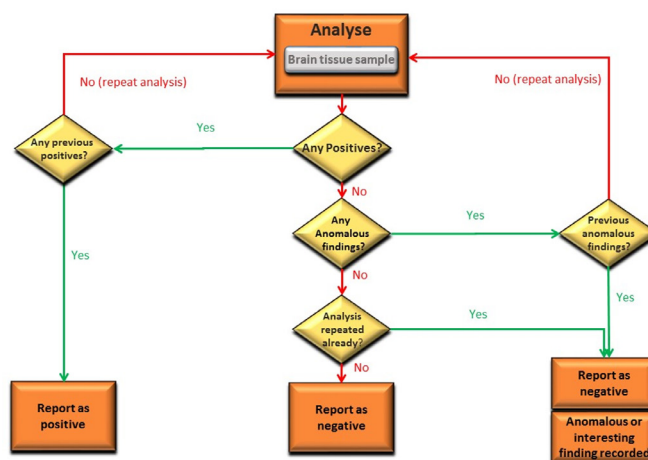 Analyse
Brain tissue sample
No (repeat analysis)
No (repeat analysis)
Any previous
positives?
Yes
Any Positives?
No
Any
Anomalous
findings?
Yes
Previous
anomalous
findings?
Yes
No
Yes
Analysis
repeated
already?
Yes
No
Report as
positive
Report as
negative
Report as
negative
Anomalous or
interesting
finding recorded